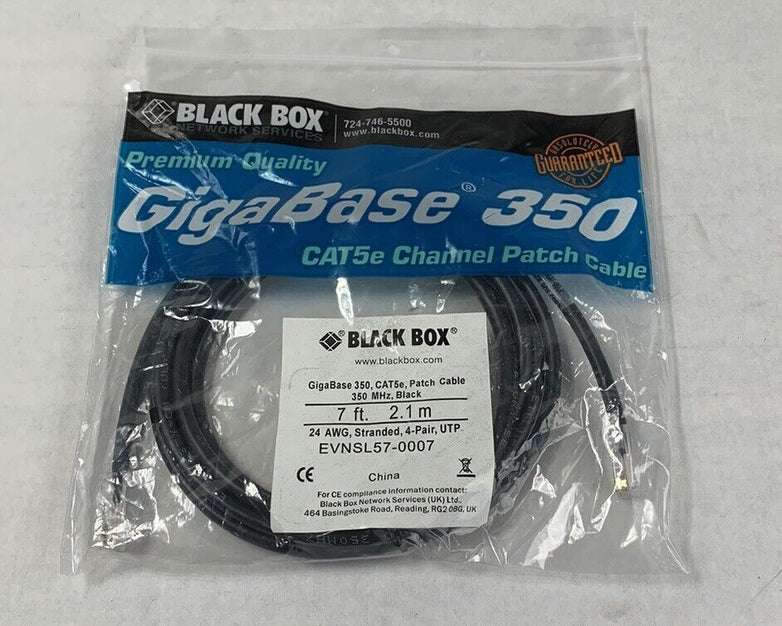 BLACK BOX®
NETWORK SERVICES
724-746-5500
www.blackbox.com
Premium Quality
ABSOLUTELY
GUARANTEED
FOR LIFE
GigaBase® 350
CAT5e Channel Patch Cable
® BLACK BOX®
www.blackbox.com
GigaBase 350, CAT5e, Patch Cable
350 MHz, Black
7 ft. 2.1 m
24 AWG, Stranded, 4-Pair, UTP
EVNSL57-0007
CE
China
For CE compliance information contact:
Black Box Network Services (UK) Ltd.,
464 Basingstoke Road, Reading, RG2 0BG, UK